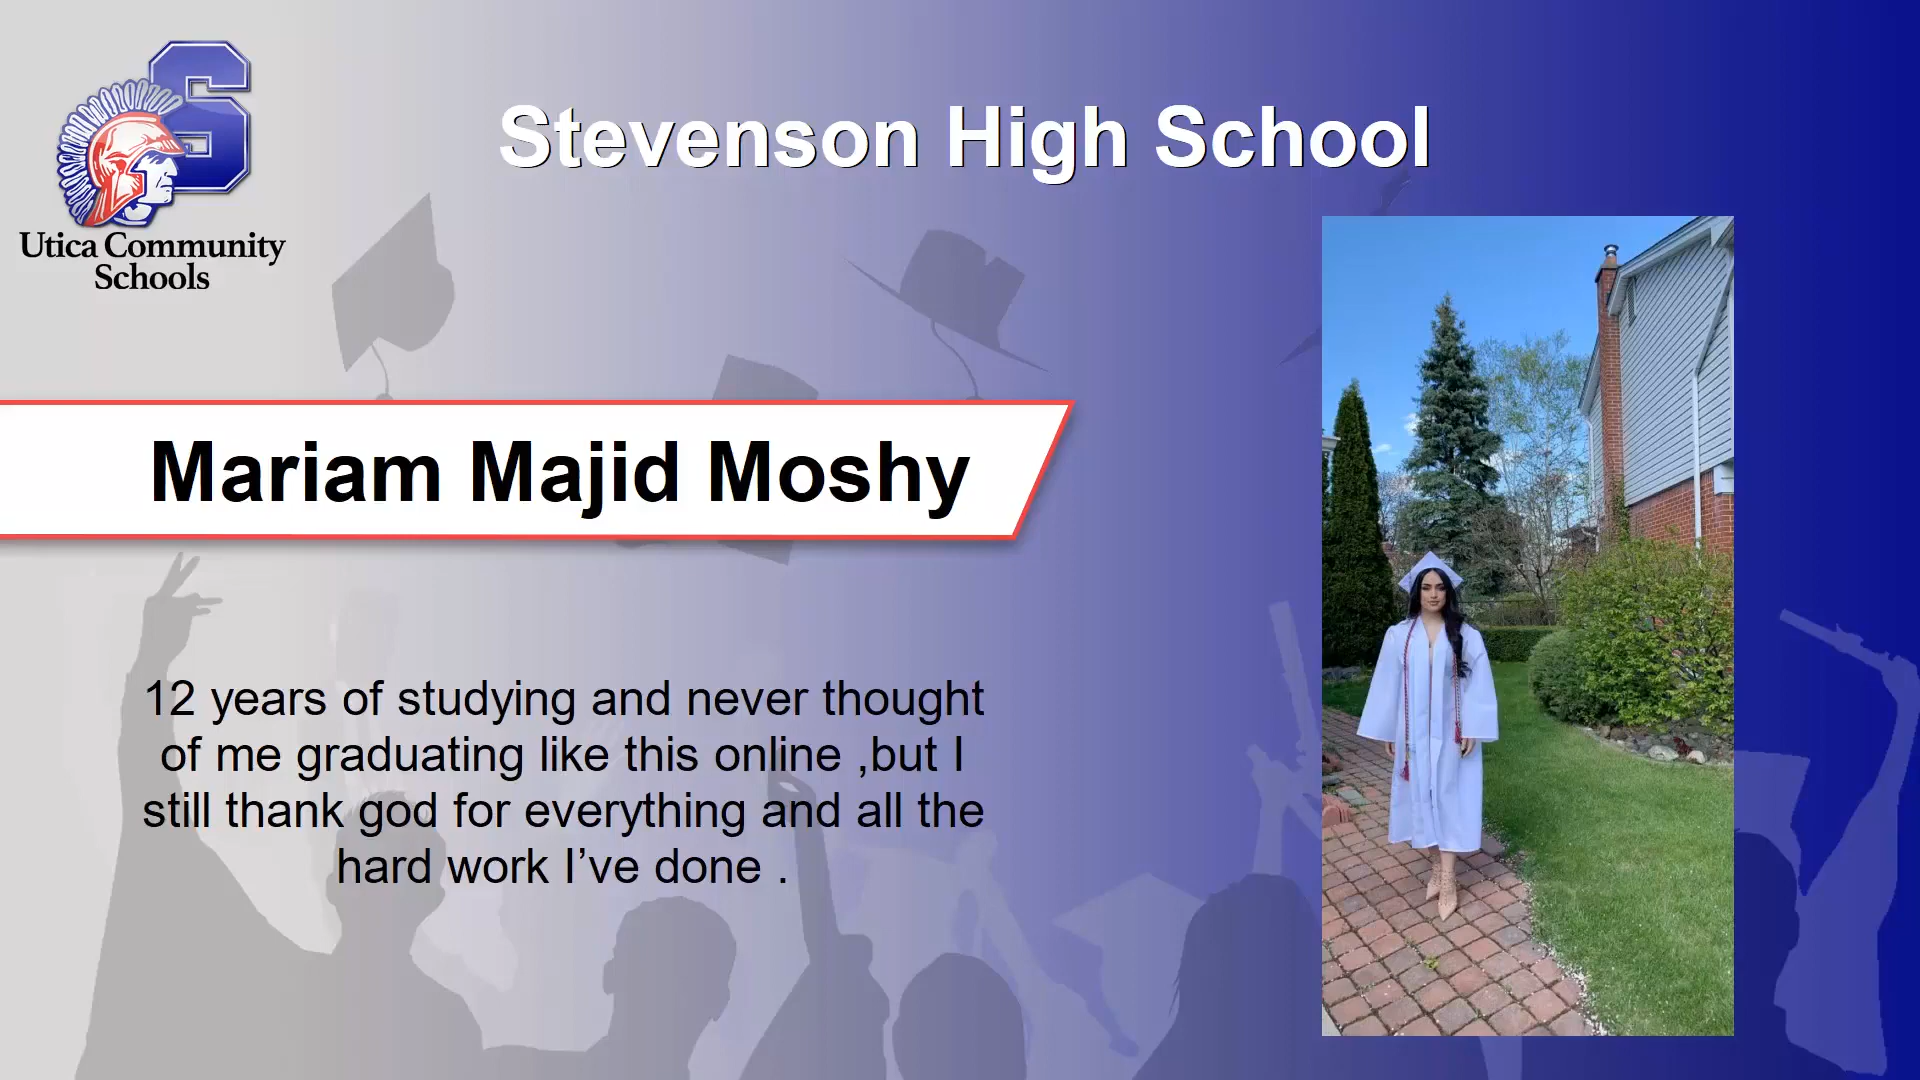 S
Utica Community
Schools
Stevenson High School
Mariam Majid Moshy
12 years of studying and never thought
of me graduating like this online ,but I
still thank god for everything and all the
hard work I’ve done .